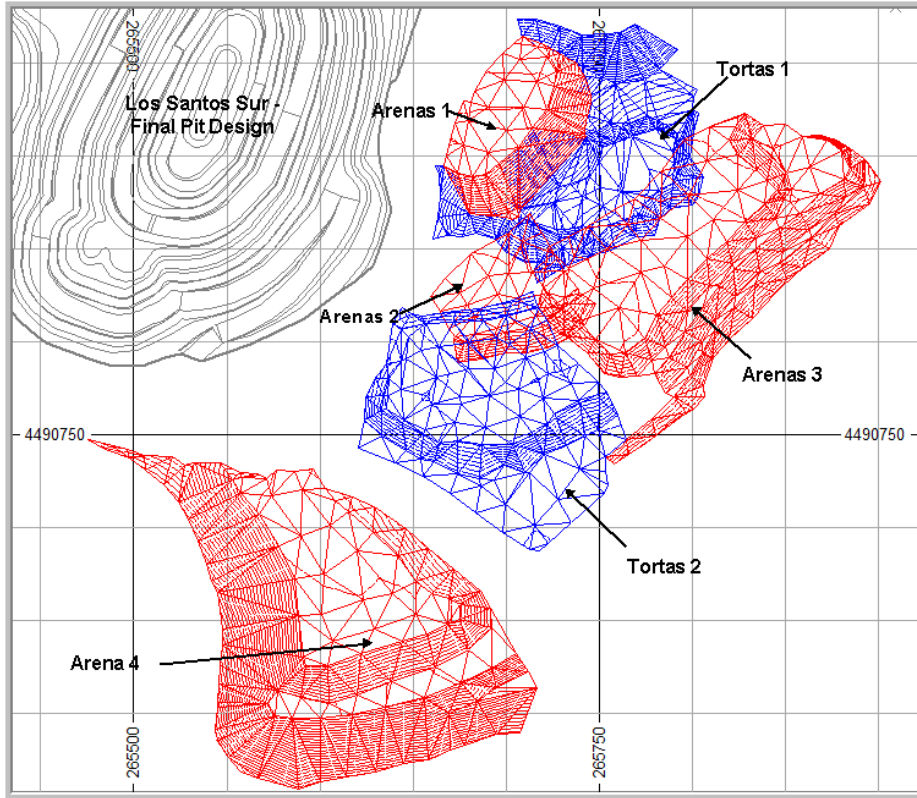 265500
Los Santos Sur -
Final Pit Design
Arenas 1
Tortas 1
Arenas 2
Arenas 3
4490750
4490750
Tortas 2
Arena 4
265500
265750